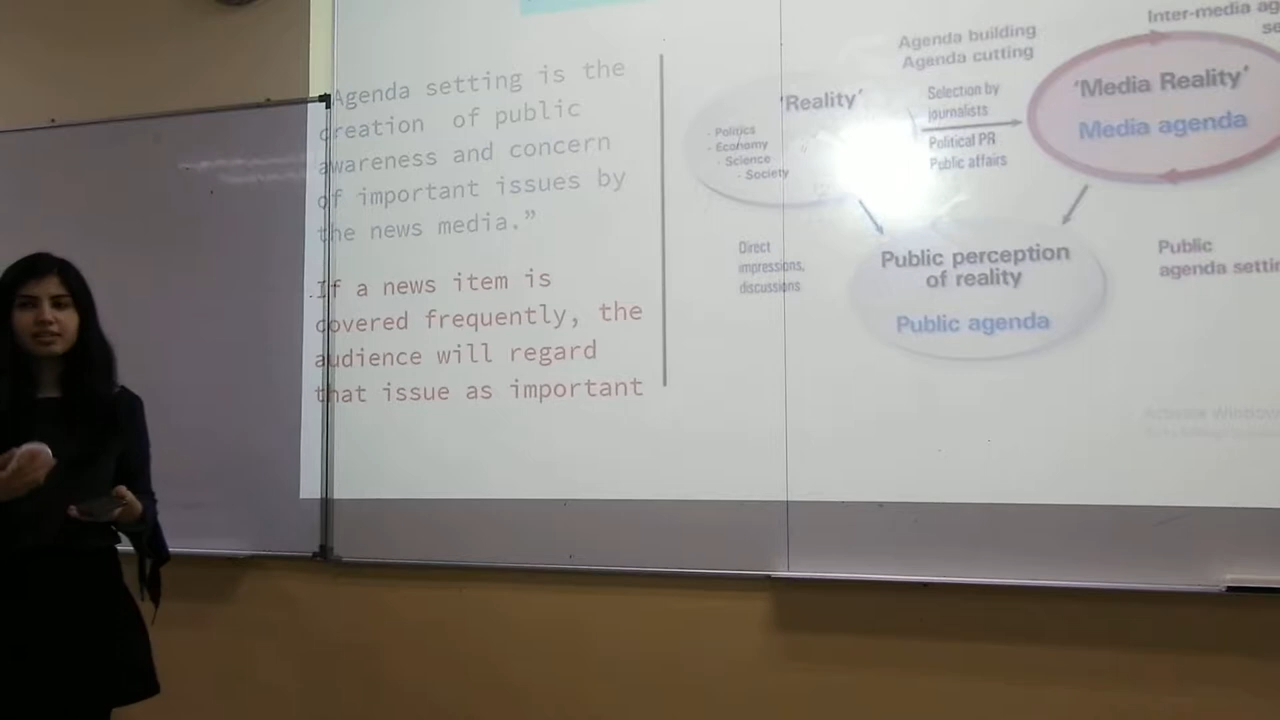 Agenda setting is the
creation of public
awareness and concern
of important issues by
the news media.”
.If a news item is
covered frequently, the
audience will regard
that issue as important
Inter-media
Agenda building
Agenda cutting
'Reality'
- Politics
- Economy
- Science
- Society
Selection by
journalists
Political PR
Public affairs
'Media Reality'
Media agenda
Direct
impressions,
discussions
Public perception
of reality
Public agenda
Public
agenda
Activate